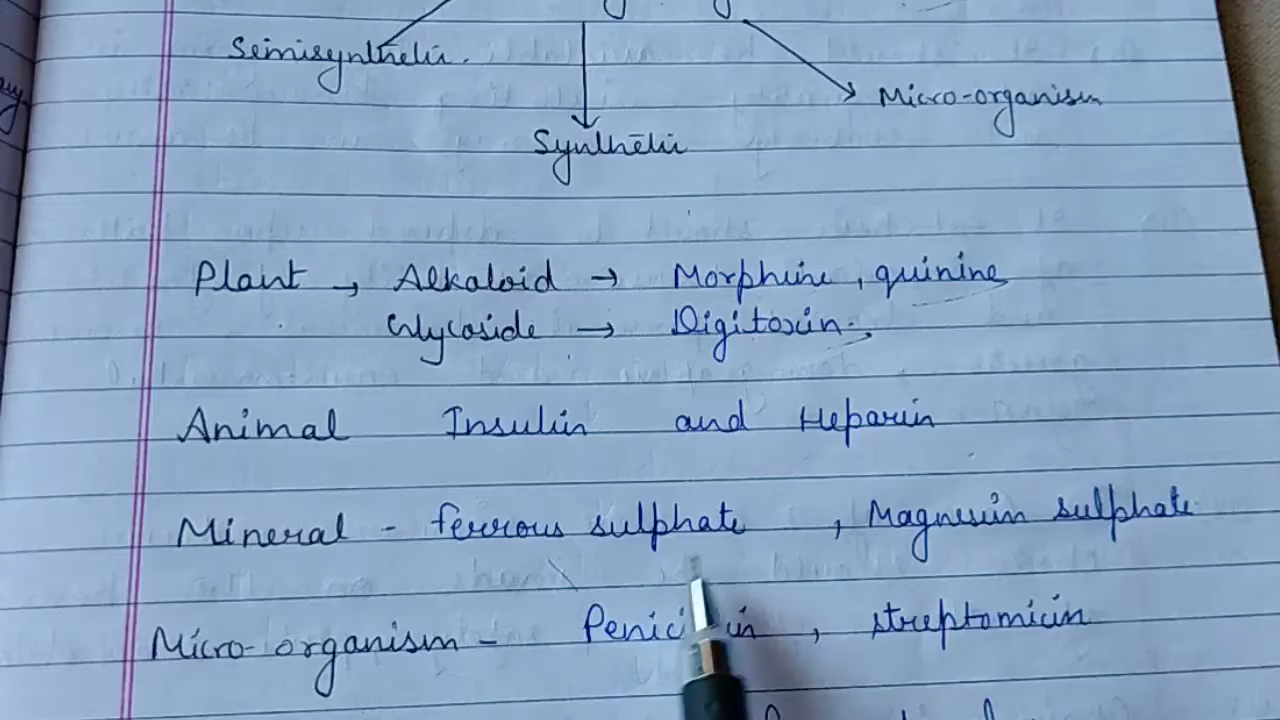 Semisynthetic.
Micro-organism
Synthetic
Plant → Alkaloid → Morphine, quinine
Glycoside → Digitoxin.,
Animal Insulin and Heparin
Mineral - ferrous sulphate , Magnesium sulphate
Micro-organism - , streptomicin